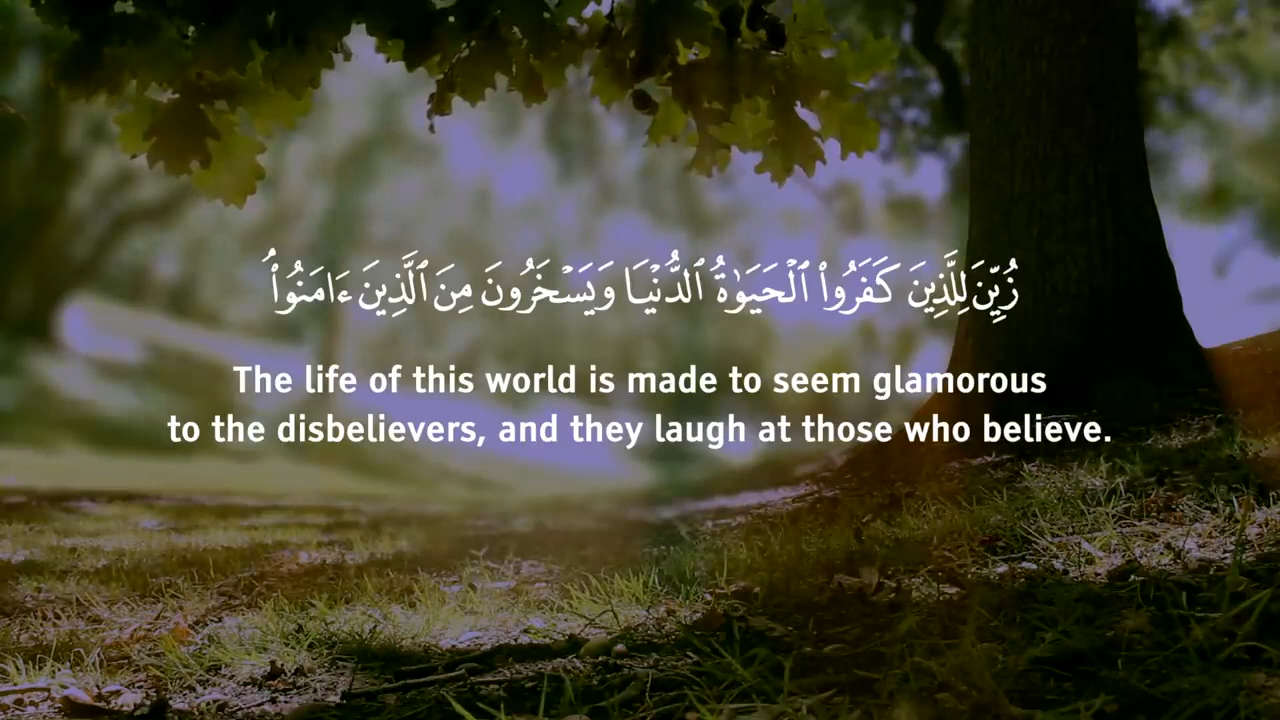 زُيِّنَ لِلَّذِينَ كَفَرُوا۟ ٱلْحَيَوٰةُ ٱلدُّنْيَا وَيَسْخَرُونَ مِنَ ٱلَّذِينَ ءَامَنُوا۟ ۘ
The life of this world is made to seem glamorous
to the disbelievers, and they laugh at those who believe.